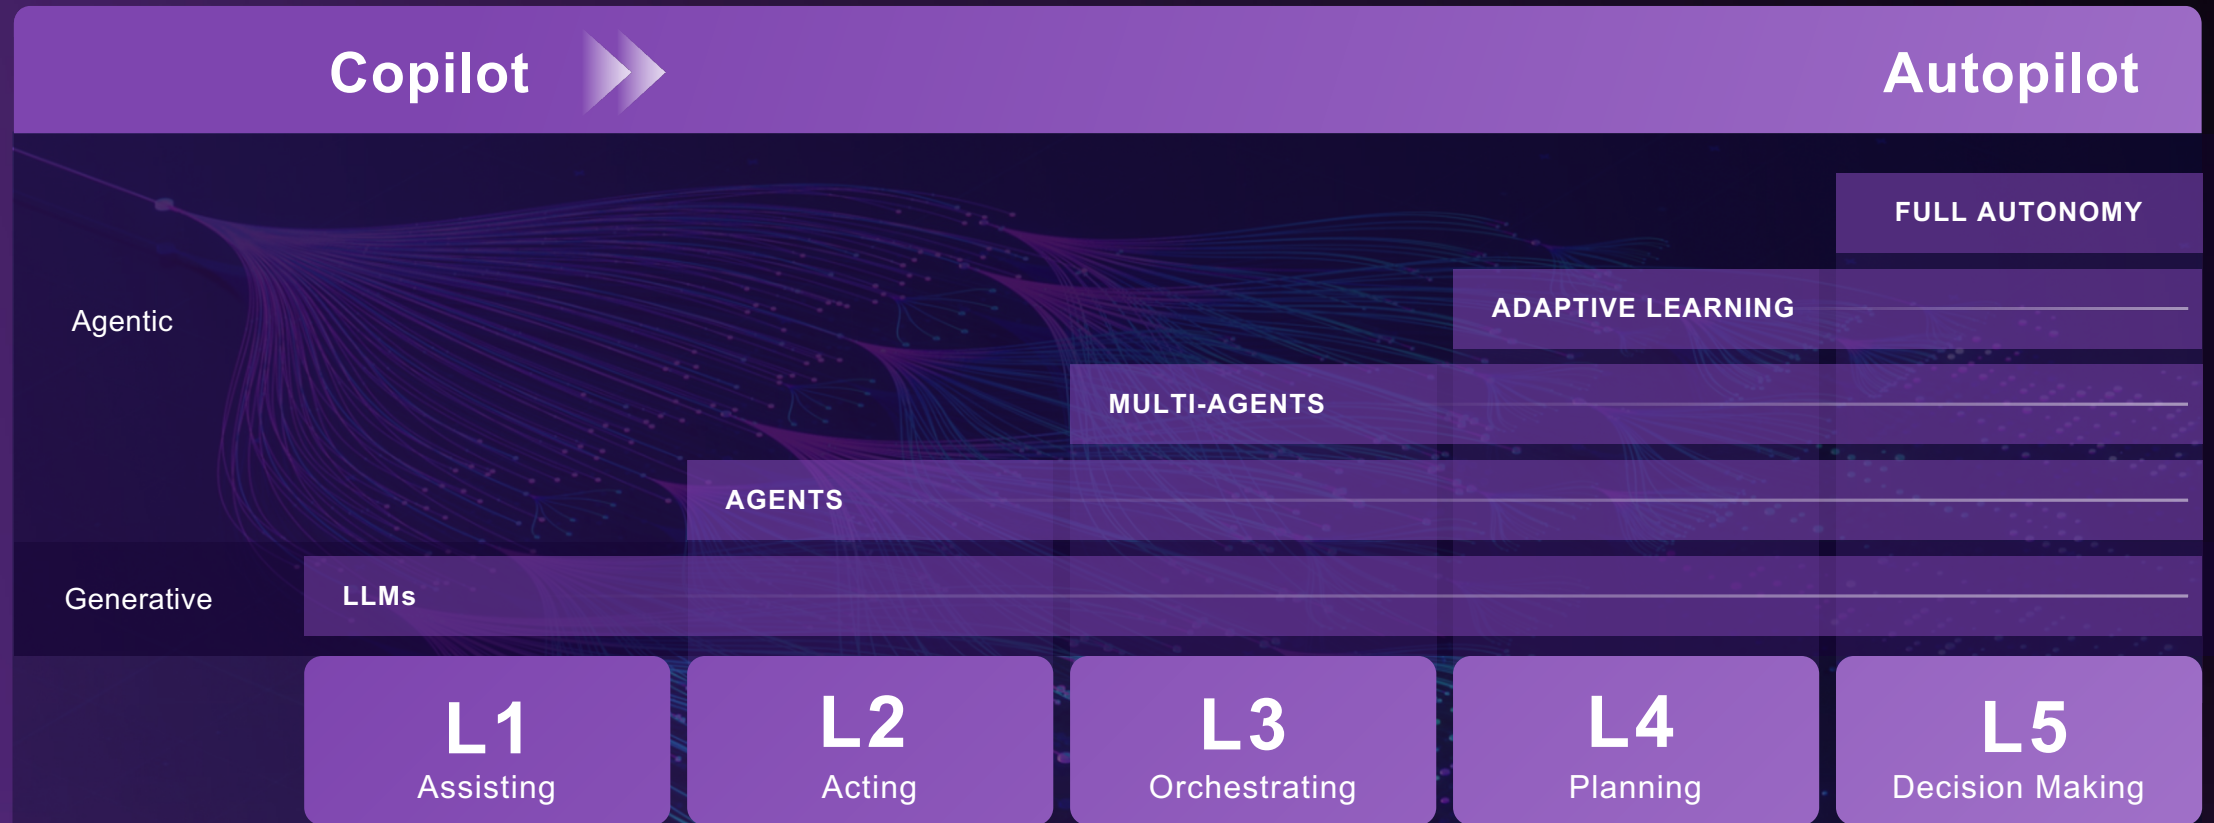 Copilot
Autopilot
FULL AUTONOMY
Agentic
ADAPTIVE LEARNING
MULTI-AGENTS
AGENTS
Generative
LLMs
L1
Assisting
L2
Acting
L3
Orchestrating
L4
Planning
L5
Decision Making